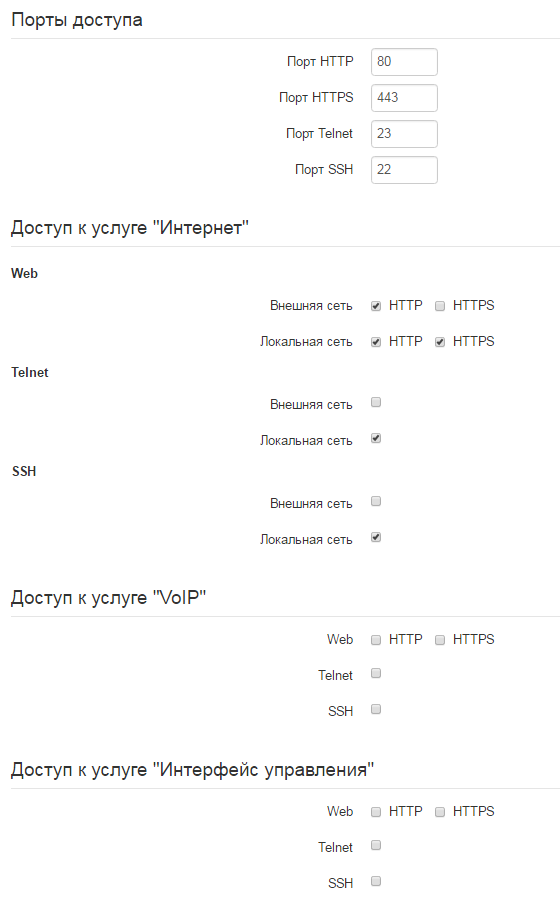 Порты доступа
Порт HTTP 80
Порт HTTPS 443
Порт Telnet 23
Порт SSH 22
Доступ к услуге "Интернет"
Web
Внешняя сеть HTTP HTTPS
Локальная сеть HTTP HTTPS
Telnet
Внешняя сеть
Локальная сеть
SSH
Внешняя сеть
Локальная сеть
Доступ к услуге "VoIP"
Web HTTP HTTPS
Telnet
SSH
Доступ к услуге "Интерфейс управления"
Web HTTP HTTPS
Telnet
SSH